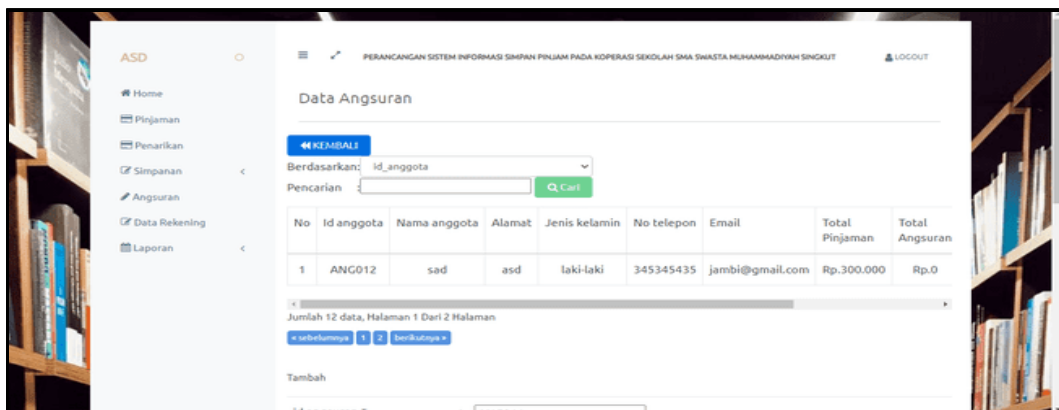 ASD
PERANCANGAN SISTEM INFORMASI SIMPAN PINJAM PADA KOPERASI SEKOLAH SMA SWASTA MUHAMMADIYAH SINGKUT
LOGOUT
Home
Pinjaman
Penarikan
Simpanan
Angsuran
Data Rekening
Laporan
Data Angsuran
KEMBALI
Berdasarkan: id_anggota
Pencarian : Cari
No Id anggota Nama anggota Alamat Jenis kelamin No telepon Email Total Pinjaman Total Angsuran
1 ANG012 sad asd laki-laki 345345435 jambi@gmail.com Rp.300.000 Rp.0
Jumlah 12 data, Halaman 1 Dari 2 Halaman
« sebelumnya 1 2 berikutnya »
Tambah